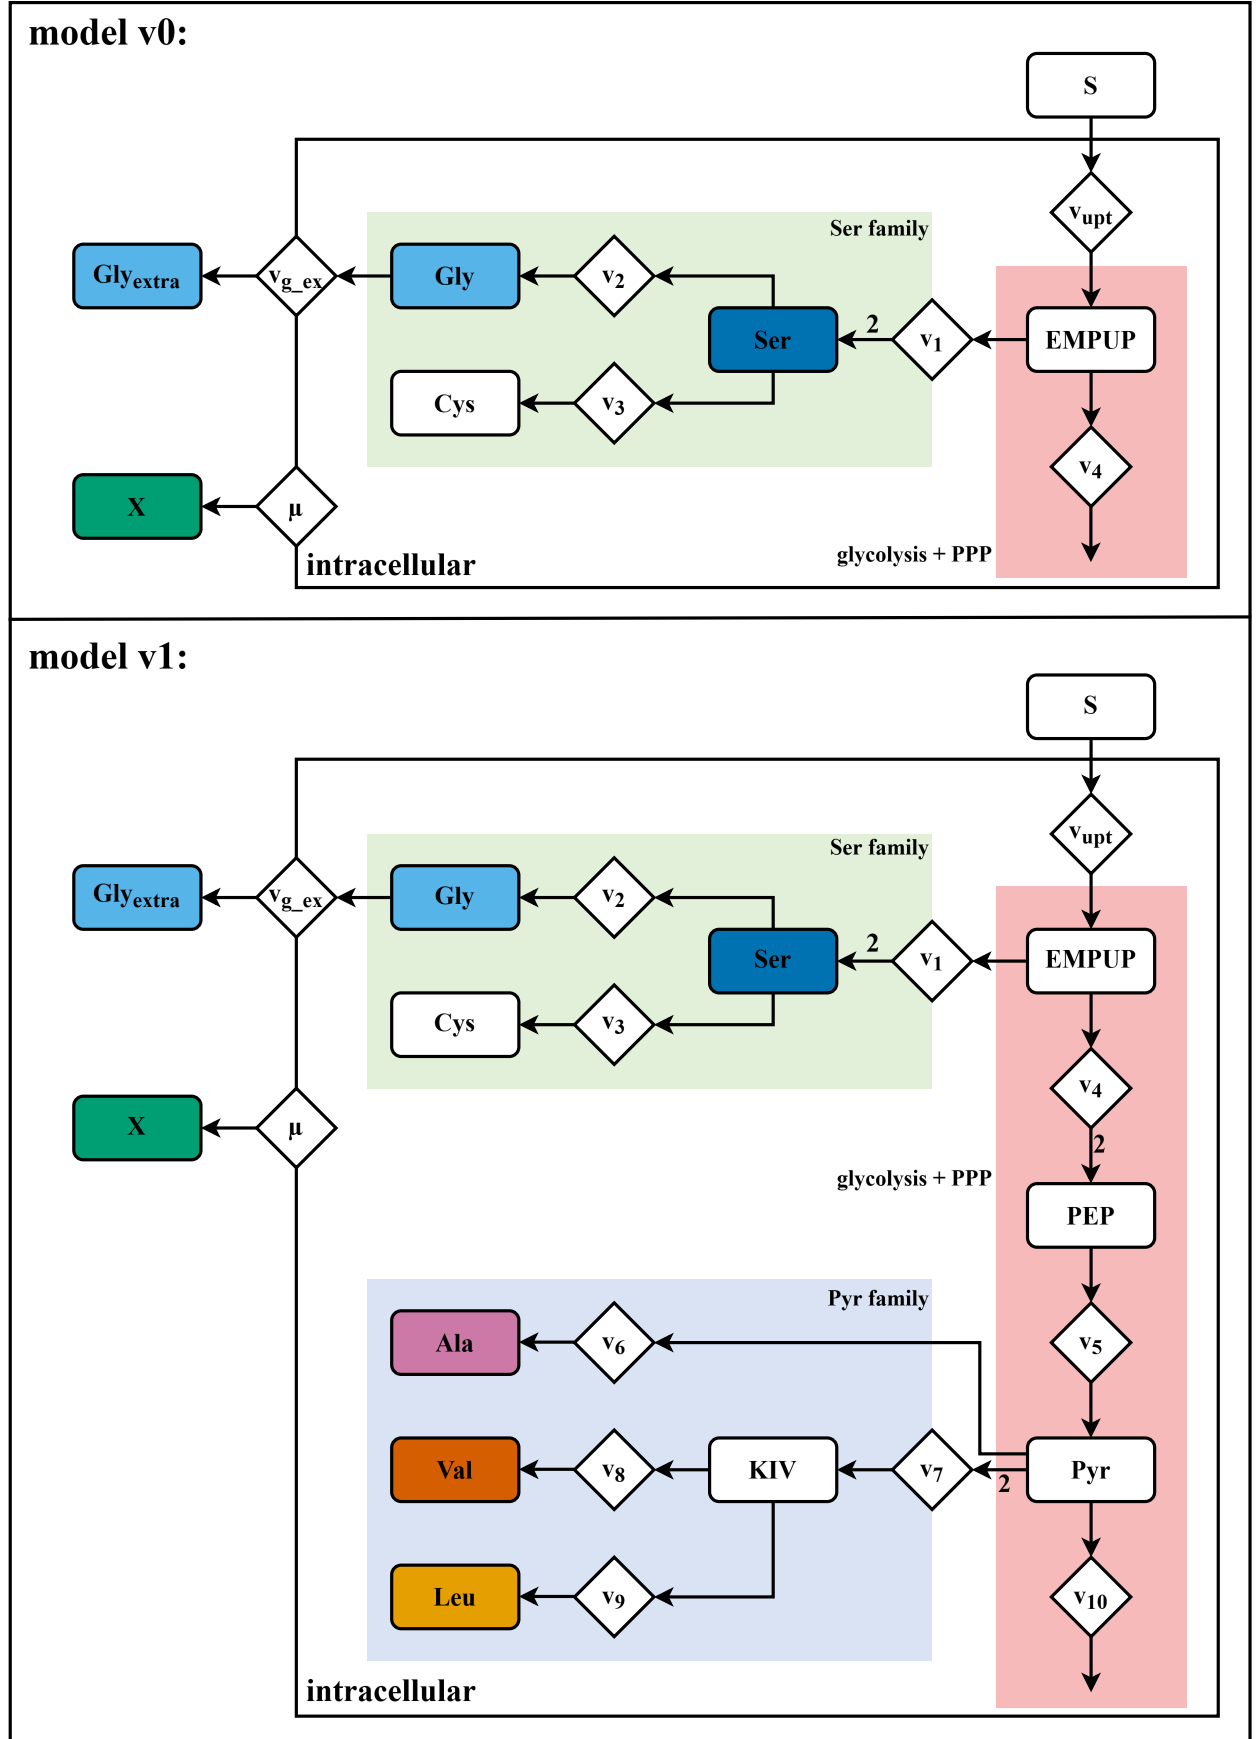 model v0:
S
v_upt
Ser family
Gly_extra
v_g_ex
Gly
v_2
Ser
2
v_1
EMPUP
Cys
v_3
v_4
X
μ
intracellular
glycolysis + PPP
model v1:
S
v_upt
Ser family
Gly_extra
v_g_ex
Gly
v_2
Ser
2
v_1
EMPUP
Cys
v_3
v_4
X
μ
2
glycolysis + PPP
PEP
Pyr family
Ala
v_6
v_5
Val
v_8
KIV
v_7
2
Pyr
Leu
v_9
v_10
intracellular